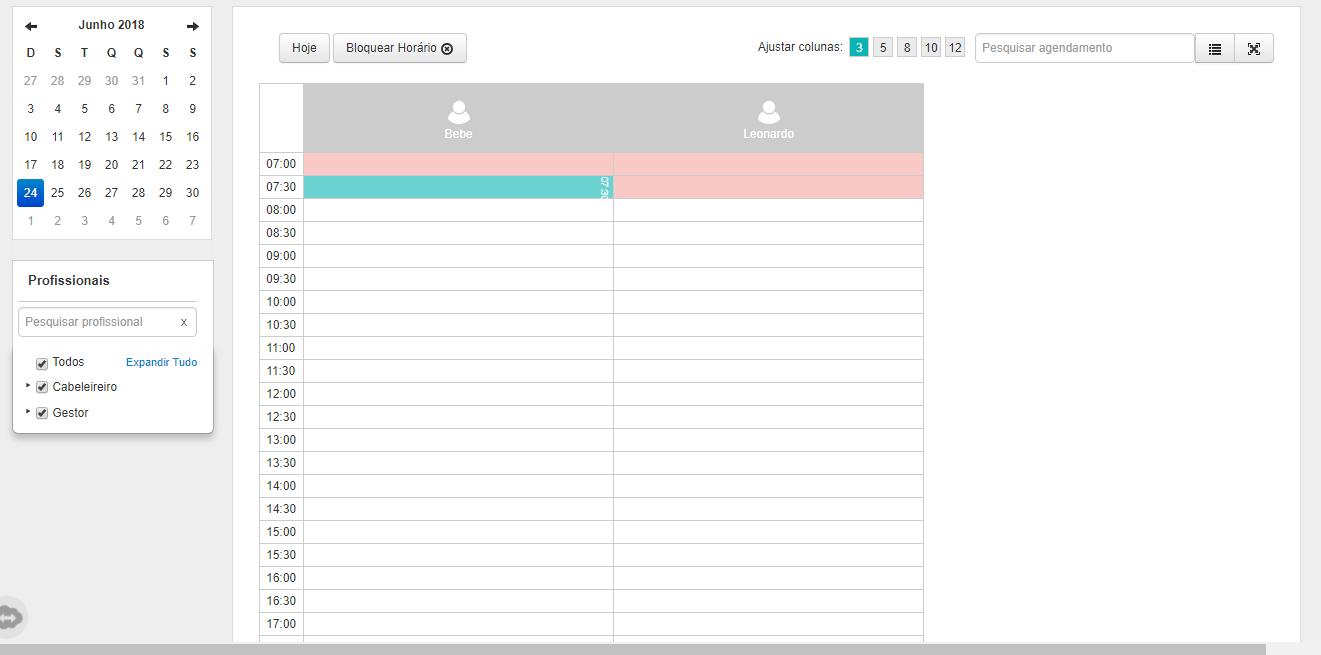 Junho 2018
D S T Q Q S S
27 28 29 30 31 1 2
3 4 5 6 7 8 9
10 11 12 13 14 15 16
17 18 19 20 21 22 23
24 25 26 27 28 29 30
1 2 3 4 5 6 7
Profissionais
Pesquisar profissional x
Todos Expandir Tudo
Cabeleireiro
Gestor
Hoje Bloquear Horário Ajustar colunas: 3 5 8 10 12 Pesquisar agendamento
Bebe Leonardo
07:00
07:30 07:30
08:00
08:30
09:00
09:30
10:00
10:30
11:00
11:30
12:00
12:30
13:00
13:30
14:00
14:30
15:00
15:30
16:00
16:30
17:00